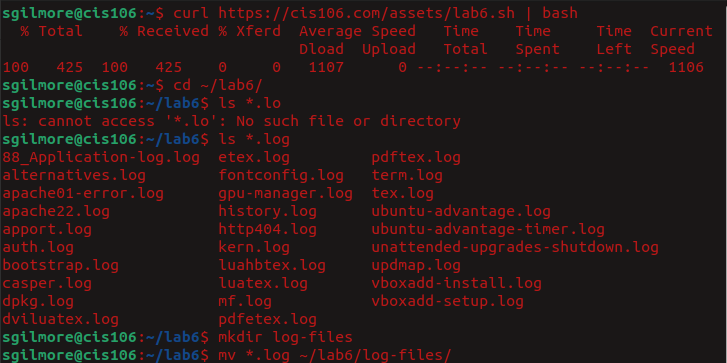 sgilmore@cis106:~$ curl https://cis106.com/assets/lab6.sh | bash
  % Total    % Received % Xferd  Average Speed   Time    Time     Time  Current
                                 Dload  Upload   Total   Spent    Left  Speed
100   425  100   425    0     0   1107      0 --:--:-- --:--:-- --:--:--  1106
sgilmore@cis106:~$ cd ~/lab6/
sgilmore@cis106:~/lab6$ ls *.lo
ls: cannot access '*.lo': No such file or directory
sgilmore@cis106:~/lab6$ ls *.log
88_Application-log.log  etex.log         pdftex.log
alternatives.log        fontconfig.log   term.log
apache01-error.log      gpu-manager.log  tex.log
apache22.log            history.log      ubuntu-advantage.log
apport.log              http404.log      ubuntu-advantage-timer.log
auth.log                kern.log         unattended-upgrades-shutdown.log
bootstrap.log           luahbtex.log     updmap.log
casper.log              luatex.log       vboxadd-install.log
dpkg.log                mf.log           vboxadd-setup.log
dviluatex.log           pdfetex.log
sgilmore@cis106:~/lab6$ mkdir log-files
sgilmore@cis106:~/lab6$ mv *.log ~/lab6/log-files/